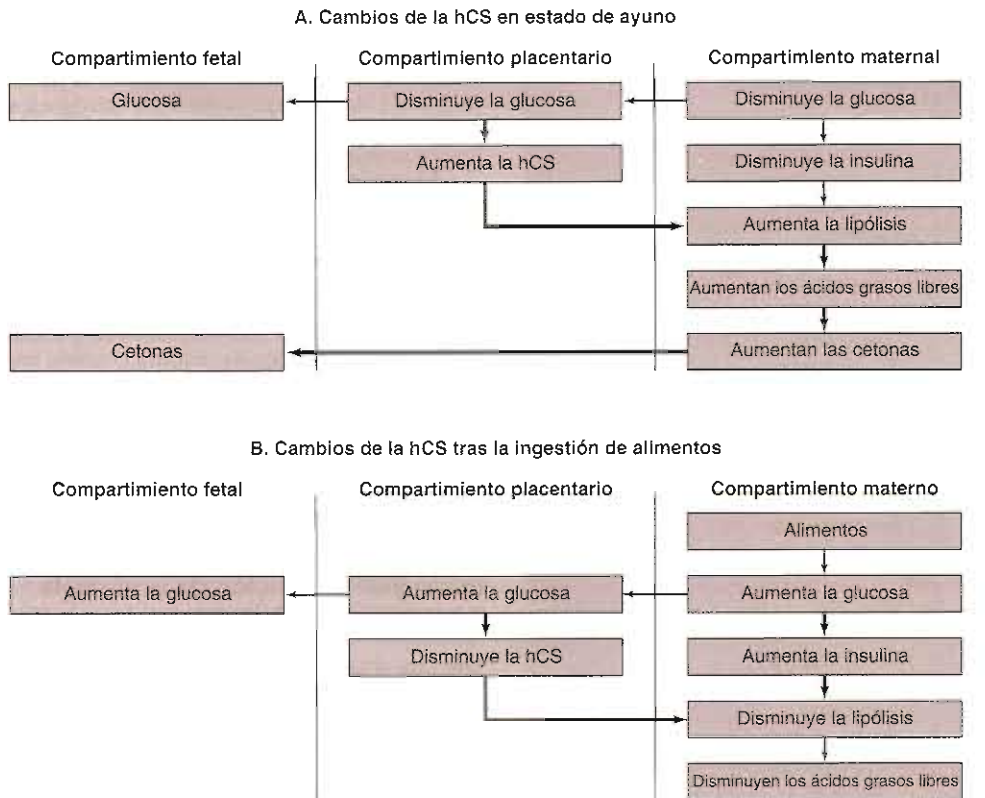 A. Cambios de la hCS en estado de ayuno
Compartimiento fetal
Compartimiento placentario
Compartimiento maternal
Glucosa
Disminuye la glucosa
Disminuye la glucosa
Aumenta la hCS
Disminuye la insulina
Aumenta la lipólisis
Aumentan los ácidos grasos libres
Cetonas
Aumentan las cetonas
B. Cambios de la hCS tras la ingestión de alimentos
Compartimiento fetal
Compartimiento placentario
Compartimiento materno
Alimentos
Aumenta la glucosa
Aumenta la glucosa
Aumenta la glucosa
Disminuye la hCS
Aumenta la insulina
Disminuye la lipólisis
Disminuyen los ácidos grasos libres